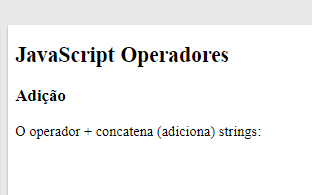 JavaScript Operadores
Adição
O operador + concatena (adiciona) strings: